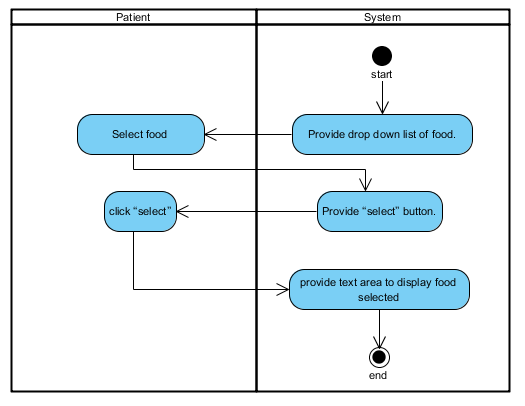 Patient
System
start
Select food
Provide drop down list of food.
click “select”
Provide “select” button.
provide text area to display food
selected
end